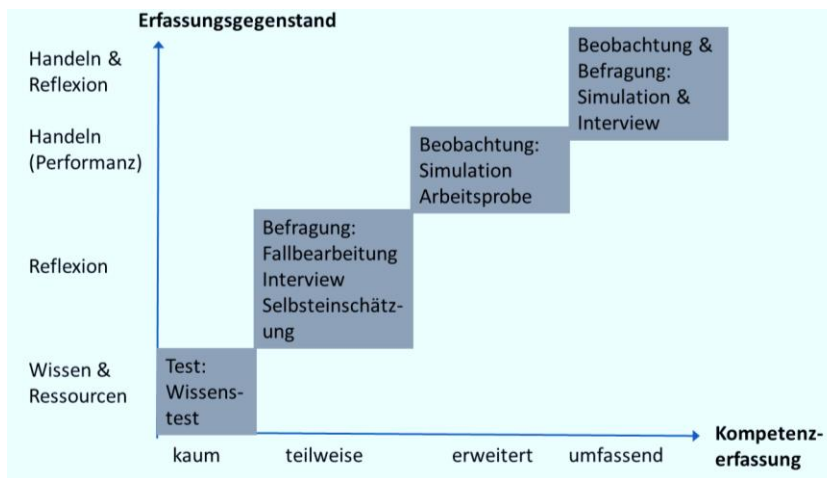 Erfassungsgegenstand
Handeln &
Reflexion
Beobachtung &
Befragung:
Simulation &
Interview
Handeln
(Performanz)
Beobachtung:
Simulation
Arbeitsprobe
Reflexion
Befragung:
Fallbearbeitung
Interview
Selbsteinschätz-
ung
Wissen &
Ressourcen
Test:
Wissens-
test
kaum
teilweise
erweitert
umfassend
Kompetenz-
erfassung